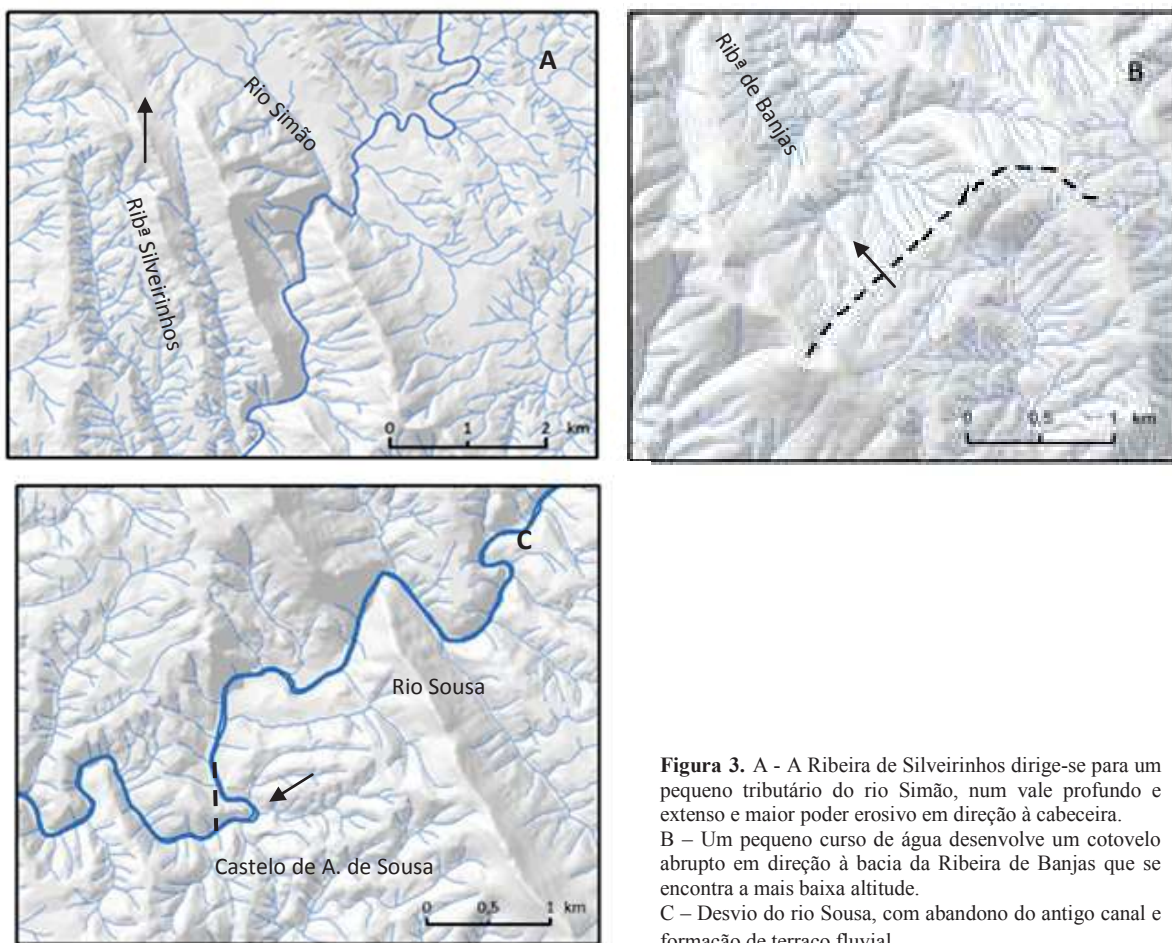 A
Rio Simão
Ribª Silveirinhos
0 1 2 km
B
Ribª de Banjas
0 0.5 1 km
C
Rio Sousa
Castelo de A. de Sousa
0 0,5 1 km
Figura 3. A - A Ribeira de Silveirinhos dirige-se para um
pequeno tributário do rio Simão, num vale profundo e
extenso e maior poder erosivo em direção à cabeceira.
B – Um pequeno curso de água desenvolve um cotovelo
abrupto em direção à bacia da Ribeira de Banjas que se
encontra a mais baixa altitude.
C – Desvio do rio Sousa, com abandono do antigo canal e
formação de terraço fluvial